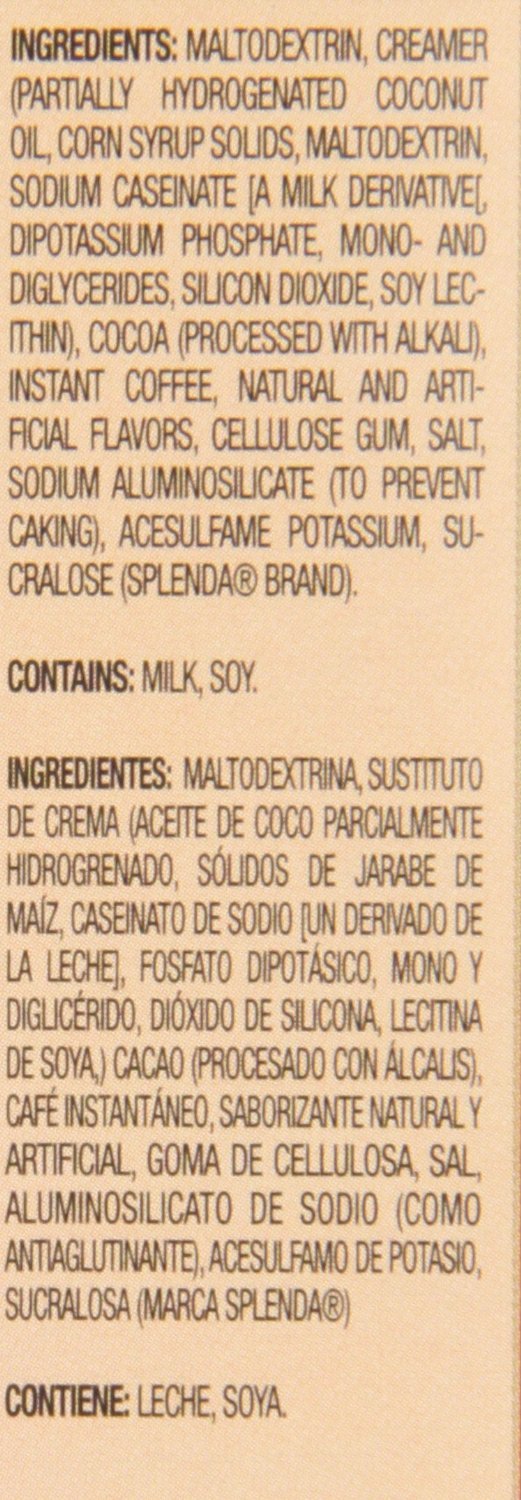 INGREDIENTS: MALTODEXTRIN, CREAMER
(PARTIALLY HYDROGENATED COCONUT
OIL, CORN SYRUP SOLIDS, MALTODEXTRIN,
SODIUM CASEINATE [A MILK DERIVATIVE[,
DIPOTASSIUM PHOSPHATE, MONO- AND
DIGLYCERIDES, SILICON DIOXIDE, SOY LEC-
ITHIN), COCOA (PROCESSED WITH ALKALI),
INSTANT COFFEE, NATURAL AND ARTI-
FICIAL FLAVORS, CELLULOSE GUM, SALT,
SODIUM ALUMINOSILICATE (TO PREVENT
CAKING), ACESULFAME POTASSIUM, SU-
CRALOSE (SPLENDA® BRAND).
CONTAINS: MILK, SOY.
INGREDIENTES: MALTODEXTRINA, SUSTITUTO
DE CREMA (ACEITE DE COCO PARCIALMENTE
HIDROGRENADO, SÓLIDOS DE JARABE DE
MAÍZ, CASEINATO DE SODIO [UN DERIVADO DE
LA LECHE], FOSFATO DIPOTÁSICO, MONO Y
DIGLICÉRIDO, DIÓXIDO DE SILICONA, LECITINA
DE SOYA,) CACAO (PROCESADO CON ÁLCALIS),
CAFÉ INSTANTÁNEO, SABORIZANTE NATURAL Y
ARTIFICIAL, GOMA DE CELLULOSA, SAL,
ALUMINOSILICATO DE SODIO (COMO
ANTIAGLUTINANTE), ACESULFAMO DE POTASIO,
SUCRALOSA (MARCA SPLENDA®)
CONTIENE: LECHE, SOYA.